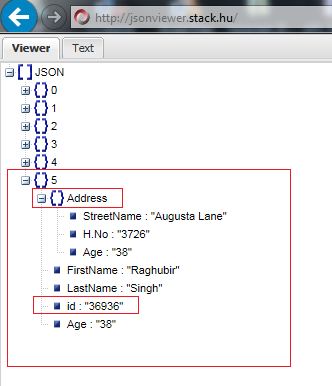 http://jsonviewer.stack.hu/
Viewer Text
JSON
0
1
2
3
4
5
Address
StreetName : "Augusta Lane"
H.No : "3726"
Age : "38"
FirstName : "Raghubir"
LastName : "Singh"
id : "36936"
Age : "38"